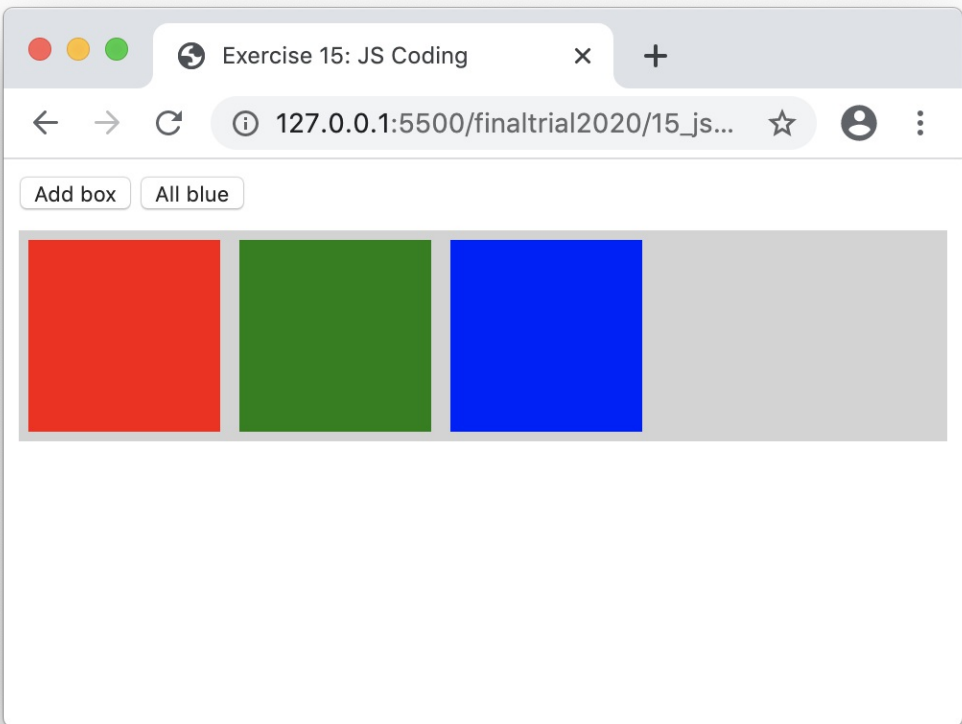 Exercise 15: JS Coding
127.0.0.1:5500/finaltrial2020/15_js...
Add box All blue